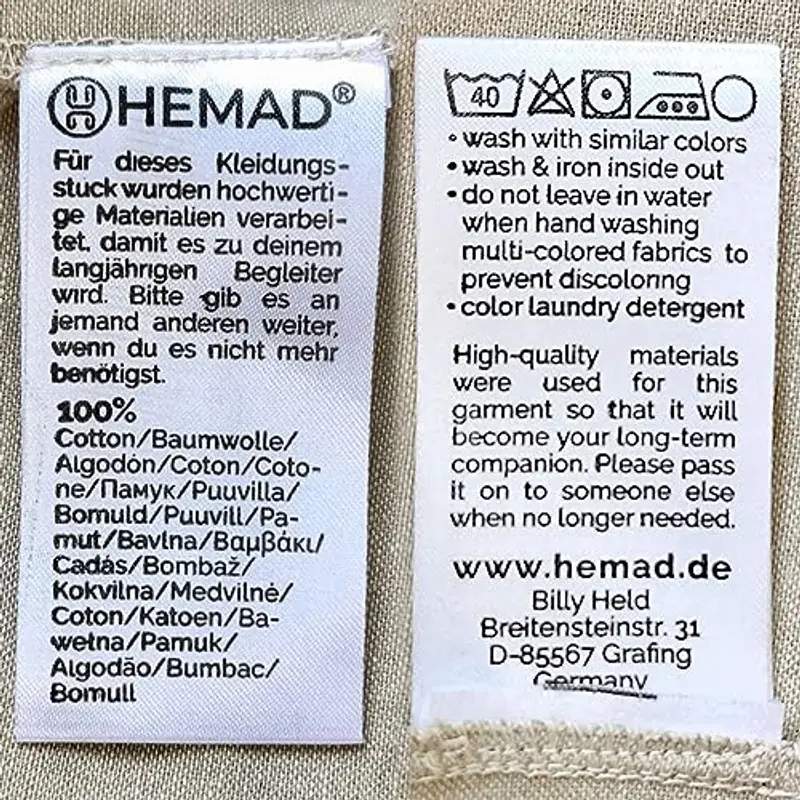 HEMAD®
Für dieses Kleidungs-
stuck wurden hochwerti-
ge Materialien verarbei-
tet, damit es zu deinem
langjährigen Begleiter
wird. Bitte gib es an
jemand anderen weiter,
wenn du es nicht mehr
benötigst.
100%
Cotton/Baumwolle/
Algodón/Coton/Coto-
ne/Памук/Puuvilla/
Bomuld/Puuvill/Pa-
mut/Bavlna/Βαμβάκι/
Cadás/Bombaž/
Kokvilna/Medvilnė/
Coton/Katoen/Ba-
wełna/Pamuk/
Algodão/Bumbac/
Bomull
40
• wash with similar colors
• wash & iron inside out
• do not leave in water
when hand washing
multi-colored fabrics to
prevent discoloring
• color laundry detergent
High-quality materials
were used for this
garment so that it will
become your long-term
companion. Please pass
it on to someone else
when no longer needed.
www.hemad.de
Billy Held
Breitensteinstr. 31
D-85567 Grafing
Germany